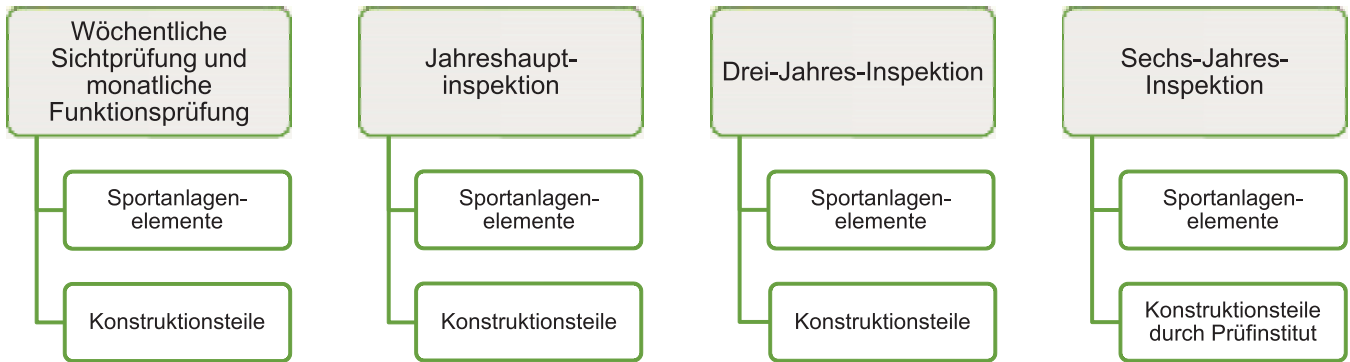 Wöchentliche
Sichtprüfung und
monatliche
Funktionsprüfung
Sportanlagen-
elemente
Konstruktionsteile
Jahreshaupt-
inspektion
Sportanlagen-
elemente
Konstruktionsteile
Drei-Jahres-Inspektion
Sportanlagen-
elemente
Konstruktionsteile
Sechs-Jahres-
Inspektion
Sportanlagen-
elemente
Konstruktionsteile
durch Prüfinstitut